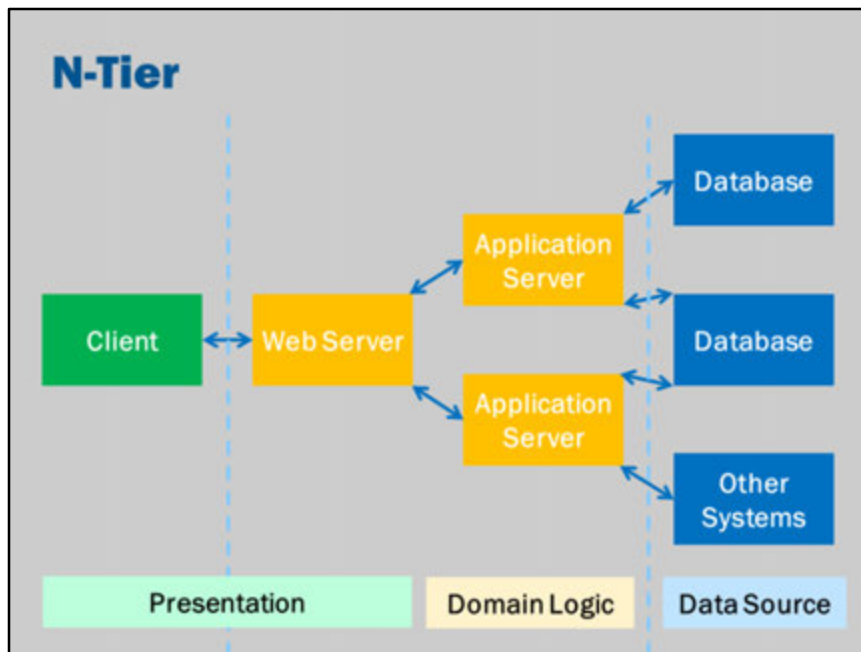 N-Tier
Database
Application
Server
Client
Web Server
Database
Application
Server
Other
Systems
Presentation
Domain Logic
Data Source